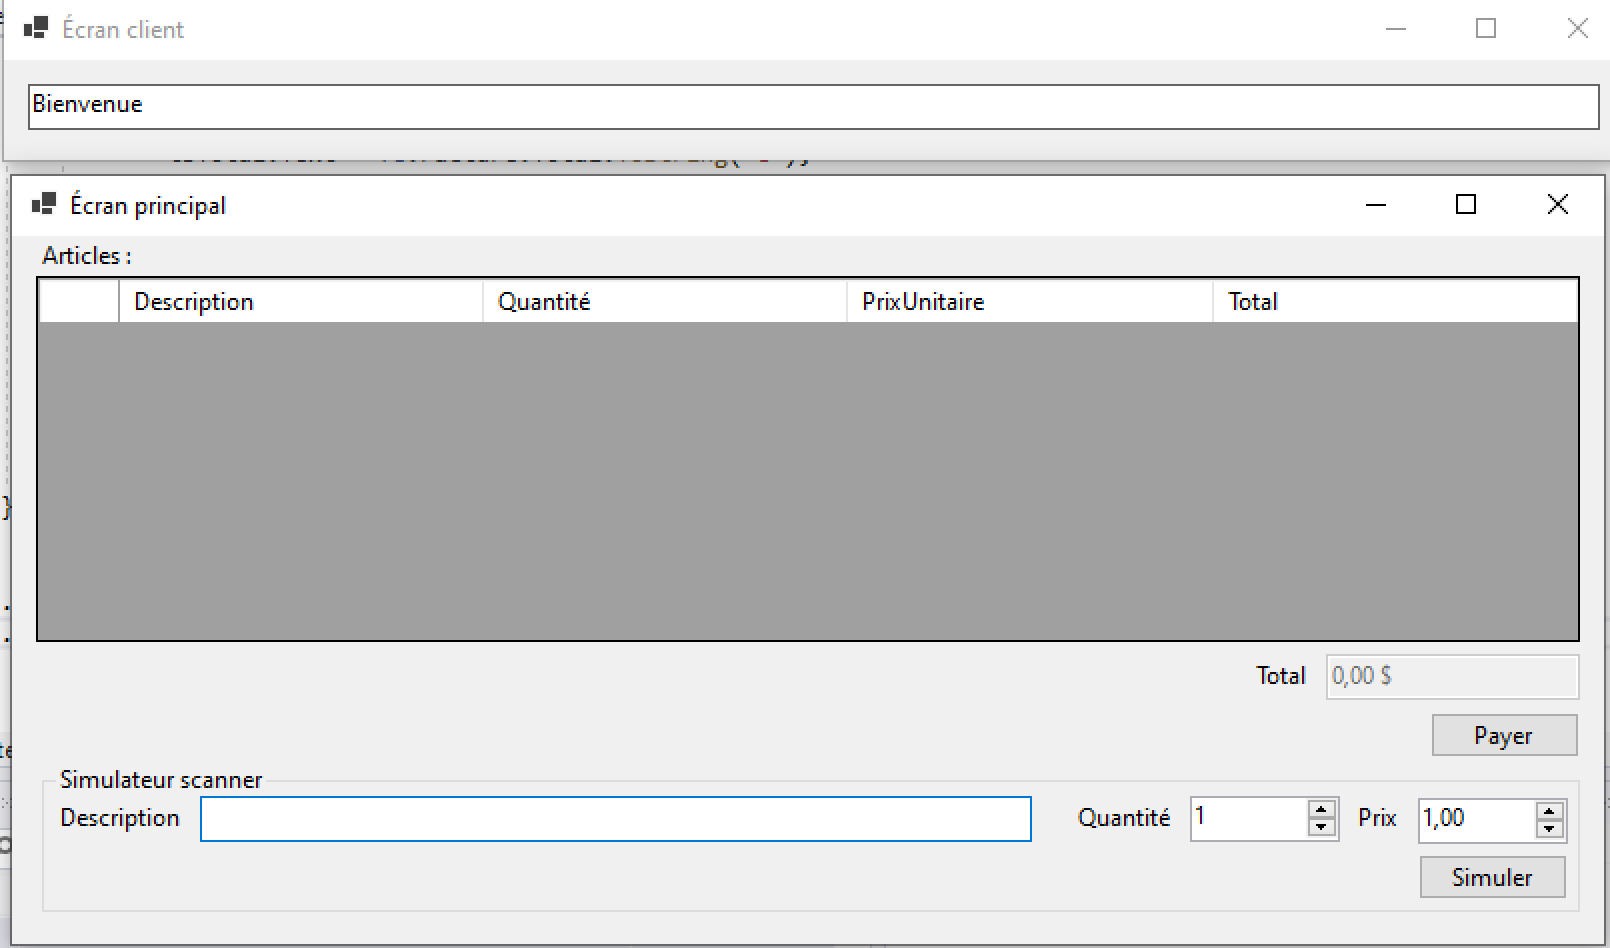 Écran client
Bienvenue
Écran principal
Articles :
Description Quantité PrixUnitaire Total
Total 0,00 $
Payer
Simulateur scanner
Description Quantité 1 Prix 1,00
Simuler